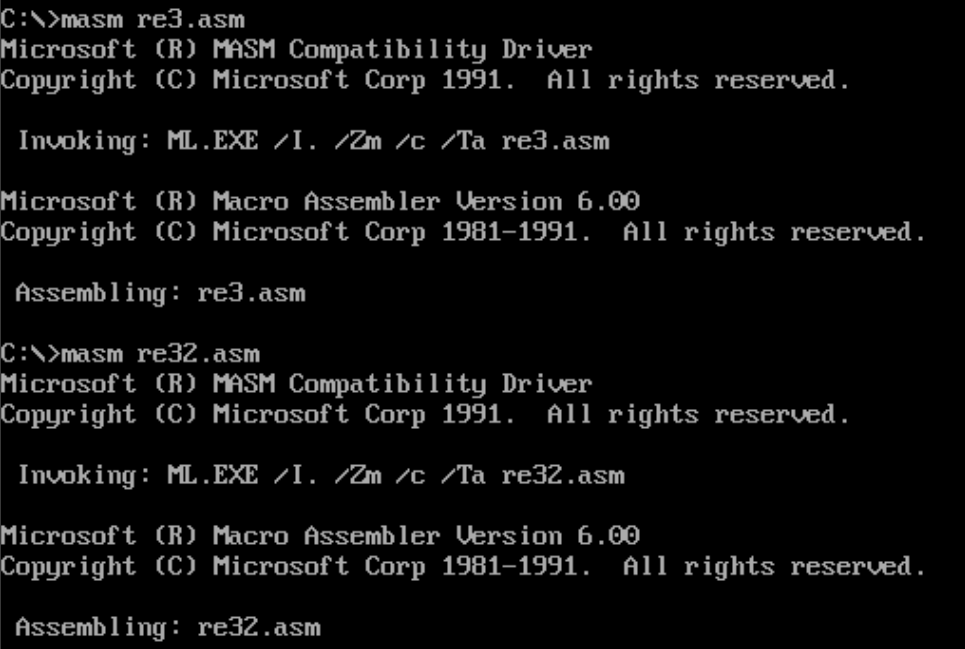 C:\>masm re3.asm
Microsoft (R) MASM Compatibility Driver
Copyright (C) Microsoft Corp 1991.  All rights reserved.
Invoking: ML.EXE /I. /Zm /c /Ta re3.asm
Microsoft (R) Macro Assembler Version 6.00
Copyright (C) Microsoft Corp 1981-1991.  All rights reserved.
Assembling: re3.asm
C:\>masm re32.asm
Microsoft (R) MASM Compatibility Driver
Copyright (C) Microsoft Corp 1991.  All rights reserved.
Invoking: ML.EXE /I. /Zm /c /Ta re32.asm
Microsoft (R) Macro Assembler Version 6.00
Copyright (C) Microsoft Corp 1981-1991.  All rights reserved.
Assembling: re32.asm